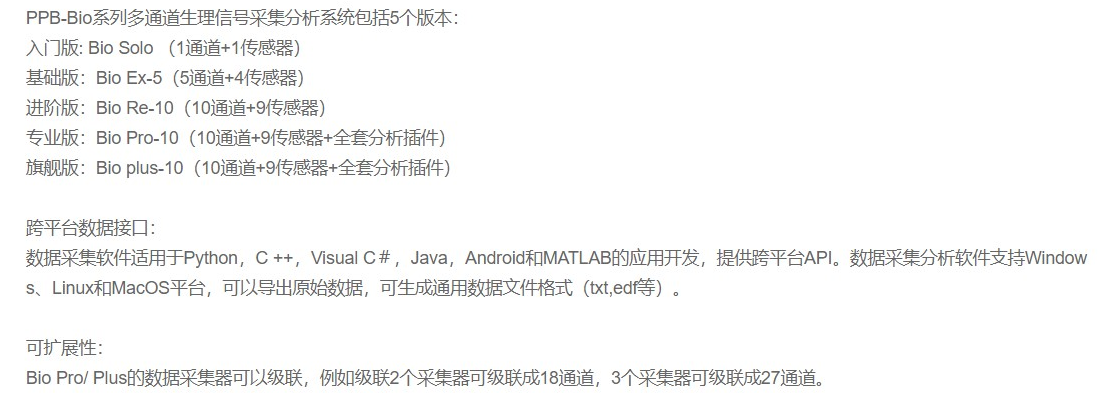 PPB-Bio系列多通道生理信号采集分析系统包括5个版本：
入门版: Bio Solo （1通道+1传感器）
基础版：Bio Ex-5（5通道+4传感器）
进阶版：Bio Re-10（10通道+9传感器）
专业版：Bio Pro-10（10通道+9传感器+全套分析插件）
旗舰版：Bio plus-10（10通道+9传感器+全套分析插件）
跨平台数据接口：
数据采集软件适用于Python，C ++，Visual C＃，Java，Android和MATLAB的应用开发，提供跨平台API。数据采集分析软件支持Window
s、Linux和MacOS平台，可以导出原始数据，可生成通用数据文件格式（txt,edf等）。
可扩展性：
Bio Pro/ Plus的数据采集器可以级联，例如级联2个采集器可级联成18通道，3个采集器可级联成27通道。